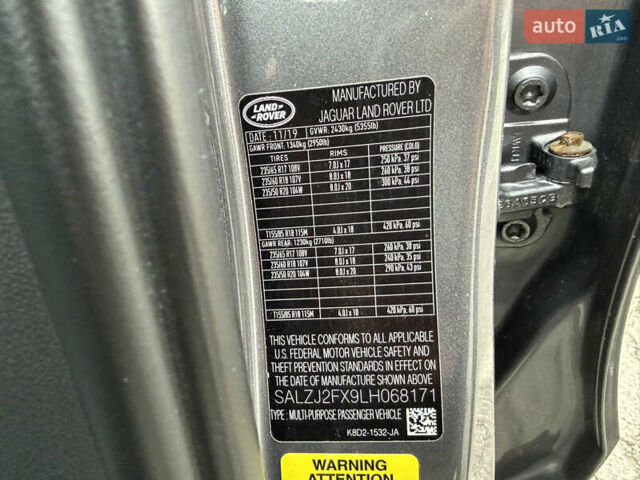 auto RIA
.com
LAND ROVER
MANUFACTURED BY
JAGUAR LAND ROVER LTD
DATE: 11/19 GVWR: 2430kg (5355lb)
GAWR FRONT: 1340kg (2950lb)
TIRES RIMS PRESSURE (COLD)
235/65 R17 108V 7.0J x 17 250 kPa, 37 psi
235/60 R18 107V 8.0J x 18 260 kPa, 38 psi
235/50 R20 104W 8.0J x 20 300 kPa, 44 psi
T155/85 R18 115M 4.0J x 18 420 kPa, 60 psi
GAWR REAR: 1230kg (2710lb)
235/65 R17 108V 7.0J x 17 260 kPa, 38 psi
235/60 R18 107V 8.0J x 18 240 kPa, 35 psi
235/50 R20 104W 8.0J x 20 290 kPa, 43 psi
T155/85 R18 115M 4.0J x 18 420 kPa, 60 psi
THIS VEHICLE CONFORMS TO ALL APPLICABLE
U.S. FEDERAL MOTOR VEHICLE SAFETY AND
THEFT PREVENTION STANDARDS IN EFFECT ON
THE DATE OF MANUFACTURE SHOWN ABOVE
SALZJ2FX9LH068171
TYPE: MULTI-PURPOSE PASSENGER VEHICLE
K8D2-1532-JA
WARNING
ATTENTION